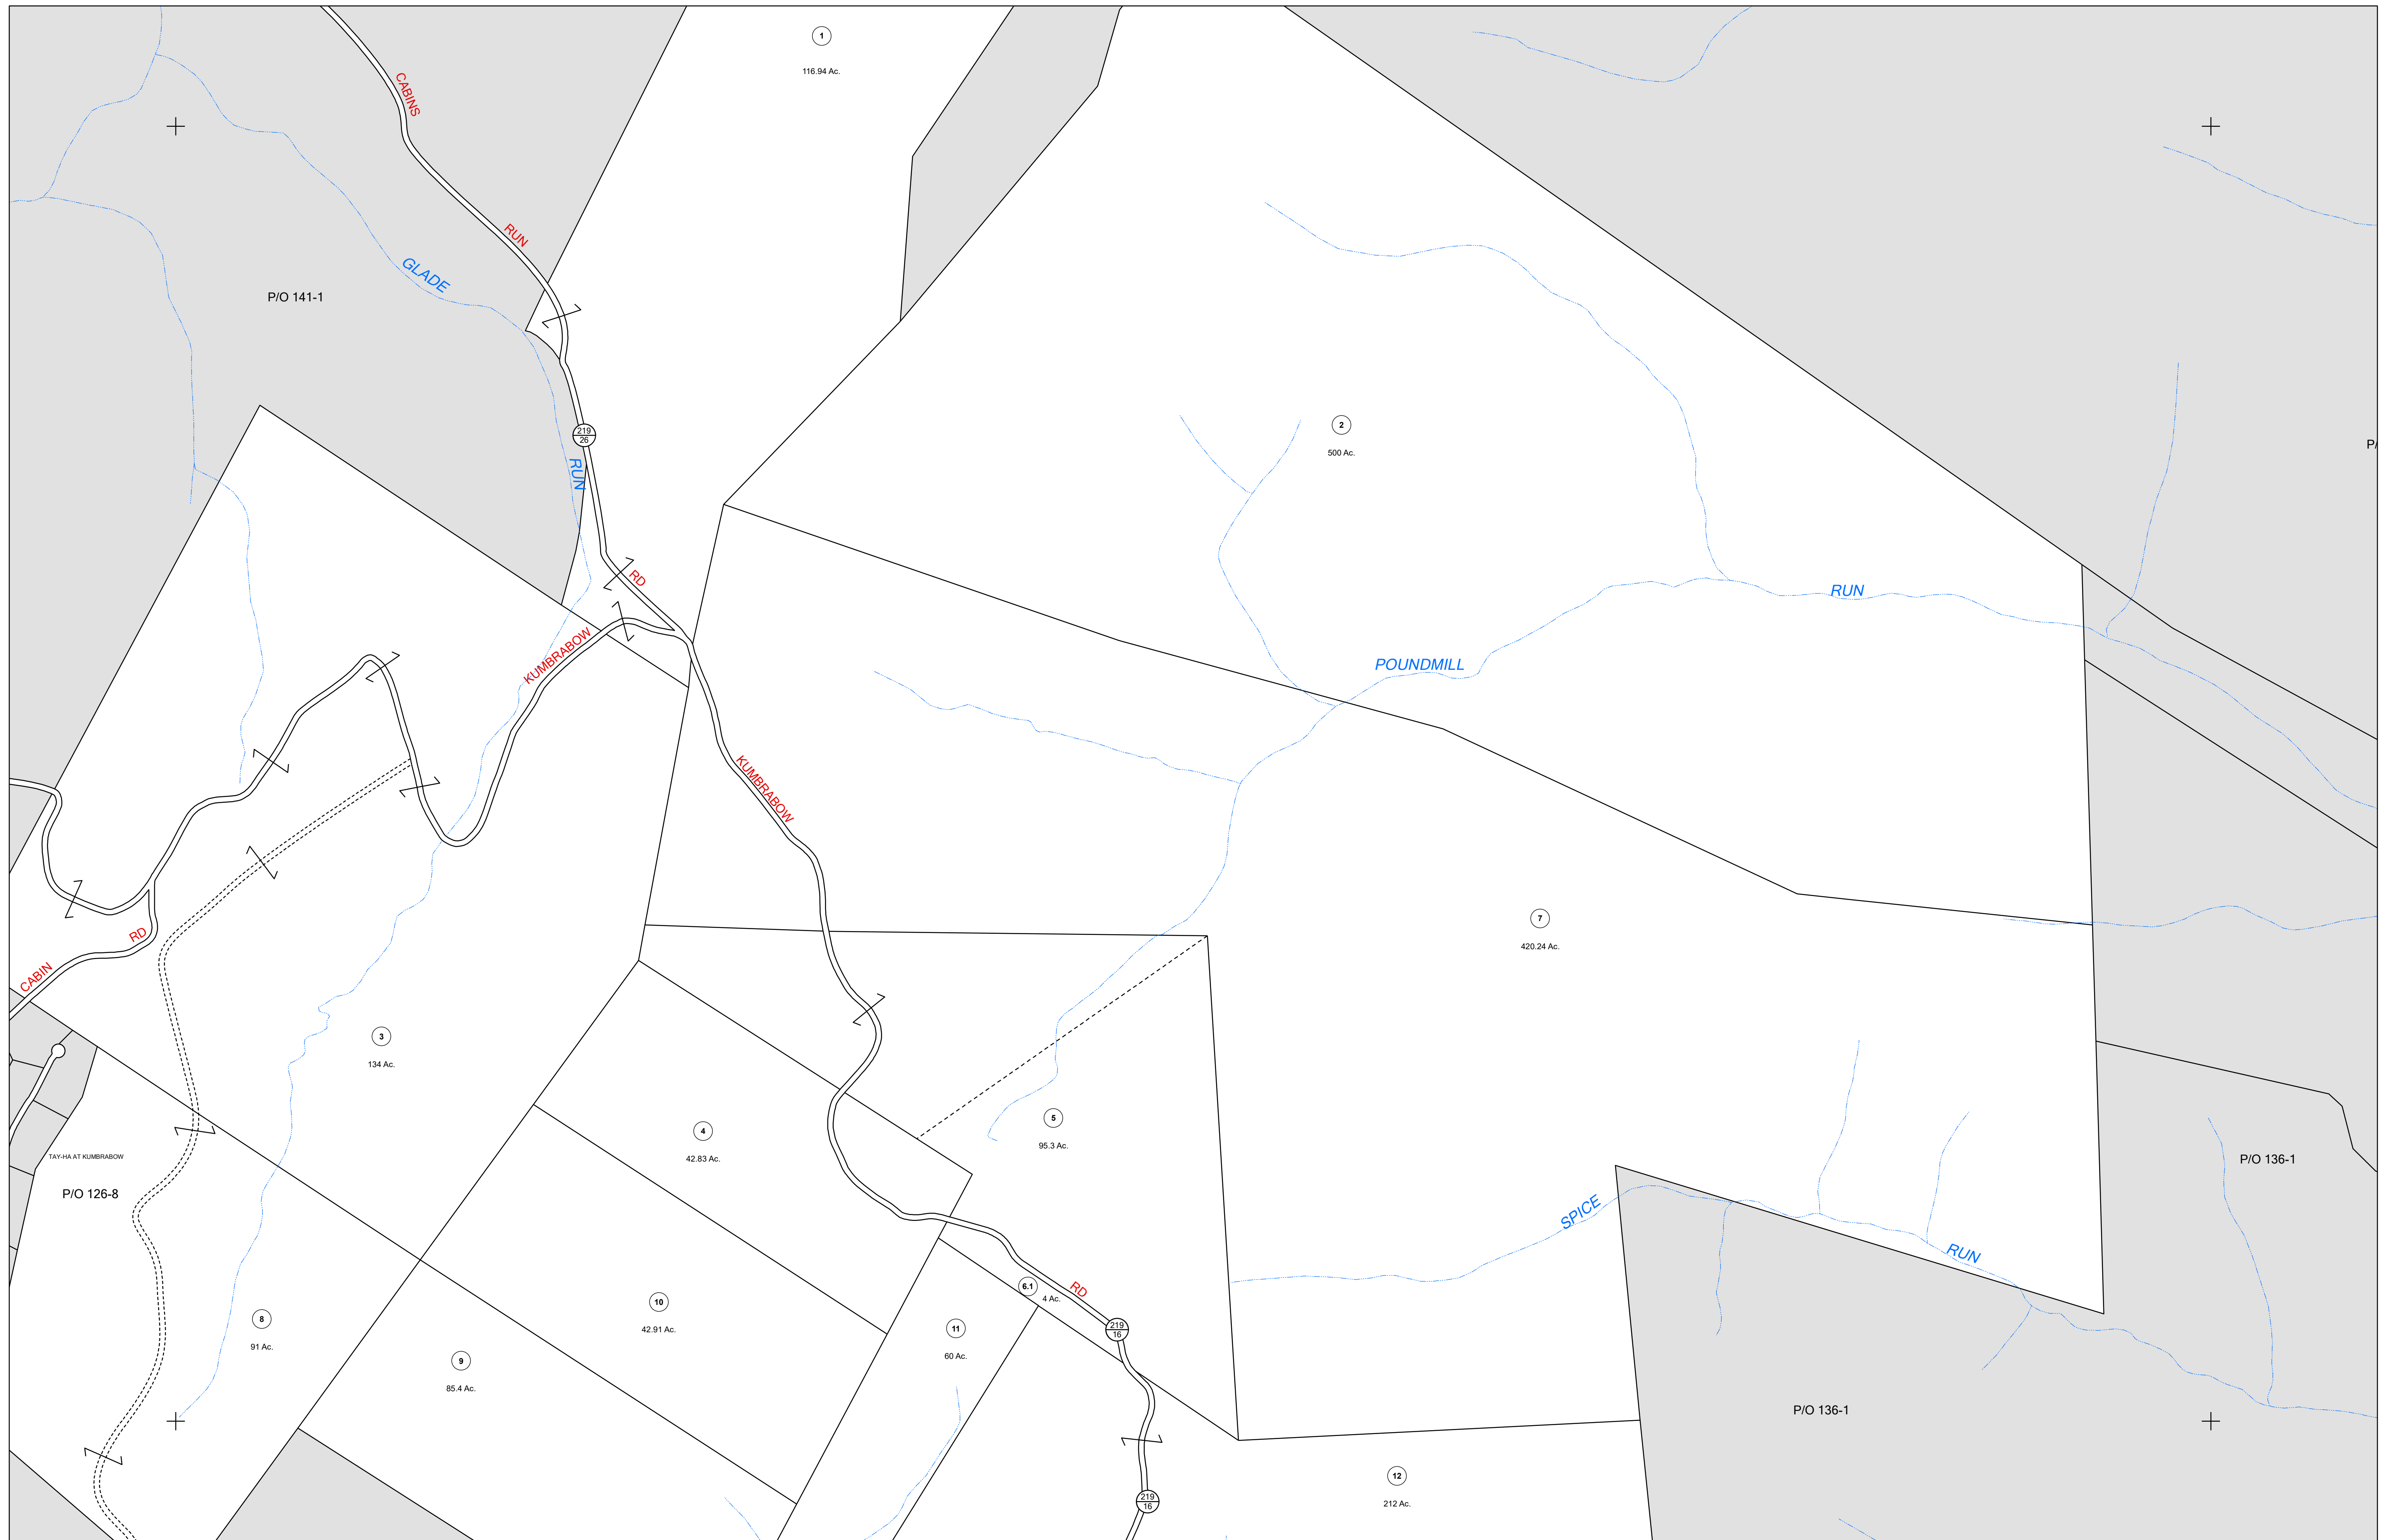 1
116.94 Ac.
CABINS
RUN
GLADE
P/O 141-1
2
500 Ac.
219
26
RUN
P/
RD
RUN
KUMBRABOW
POUNDMILL
KUMBRABOW
7
420.24 Ac.
RD
CABIN
3
134 Ac.
4
42.83 Ac.
5
95.3 Ac.
TAY-HA AT KUMBRABOW
P/O 126-8
P/O 136-1
SPICE
RUN
6.1
4 Ac.
RD
10
42.91 Ac.
8
91 Ac.
11
60 Ac.
219
16
9
85.4 Ac.
P/O 136-1
12
212 Ac.
219
16